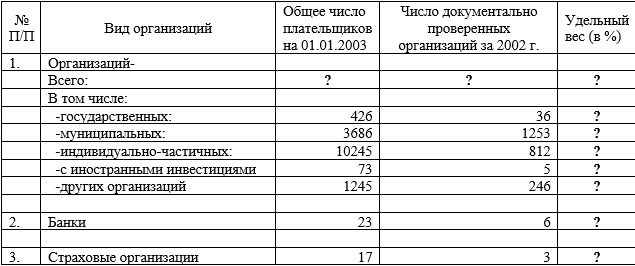 № П/П Вид организаций Общее число плательщиков на 01.01.2003 Число документально проверенных организаций за 2002 г. Удельный вес (в %)
1. Организаций-
Всего: ? ? ?
В том числе:
-государственных: 426 36 ?
-муниципальных: 3686 1253 ?
-индивидуально-частичных: 10245 812 ?
-с иностранными инвестициями 73 5 ?
-других организаций 1245 246 ?
2. Банки 23 6 ?
3. Страховые организации 17 3 ?